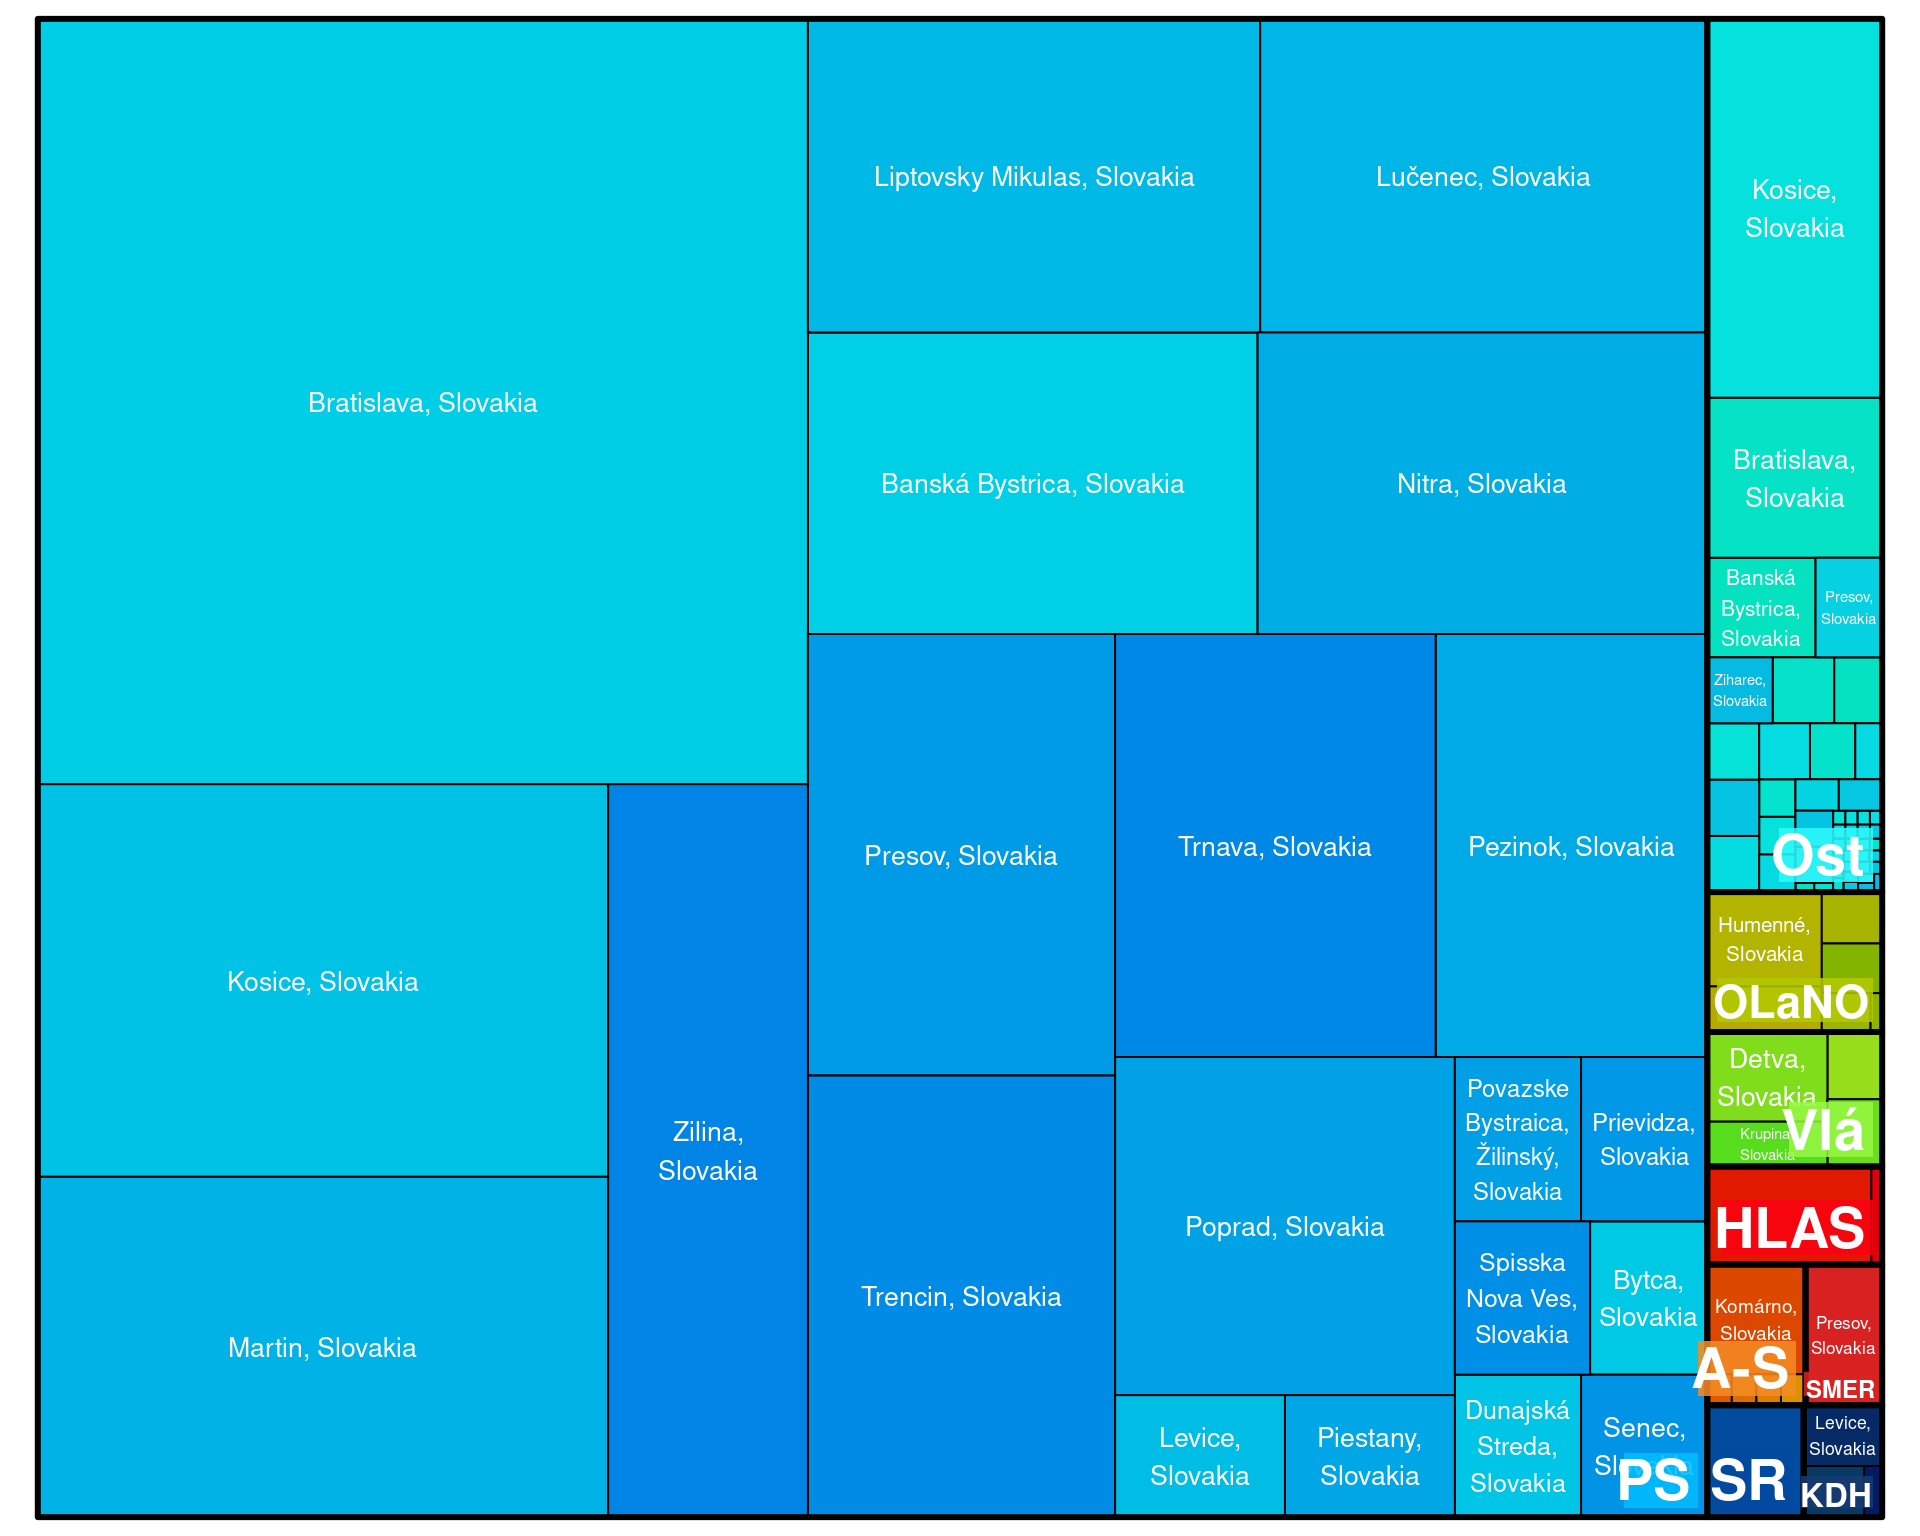 Bratislava, Slovakia
Liptovsky Mikulas, Slovakia
Lučenec, Slovakia
Banská Bystrica, Slovakia
Nitra, Slovakia
Kosice, Slovakia
Martin, Slovakia
Zilina,
Slovakia
Presov, Slovakia
Trencin, Slovakia
Trnava, Slovakia
Pezinok, Slovakia
Poprad, Slovakia
Levice,
Slovakia
Piestany,
Slovakia
Povazske
Bystraica,
Žilinský,
Slovakia
Prievidza,
Slovakia
Spisska
Nova Ves,
Slovakia
Bytca,
Slovakia
Dunajská
Streda,
Slovakia
Senec,
Slovakia
PS
Kosice,
Slovakia
Bratislava,
Slovakia
Banská
Bystrica,
Slovakia
Presov,
Slovakia
Ziharec,
Slovakia
Ost
Humenné,
Slovakia
OLaNO
Detva,
Slovakia
Krupina,
Slovakia
Vlá
HLAS
Komárno,
Slovakia
A-S
Presov,
Slovakia
SMER
SR
Levice,
Slovakia
KDH